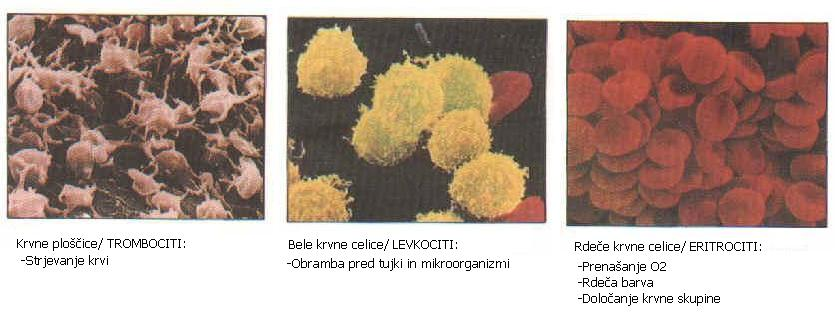 Krvne ploščice/ TROMBOCITI:
-Strjevanje krvi
Bele krvne celice/ LEVKOCITI:
-Obramba pred tujki in mikroorganizmi
Rdeče krvne celice/ ERITROCITI:
-Prenašanje O2
-Rdeča barva
-Določanje krvne skupine